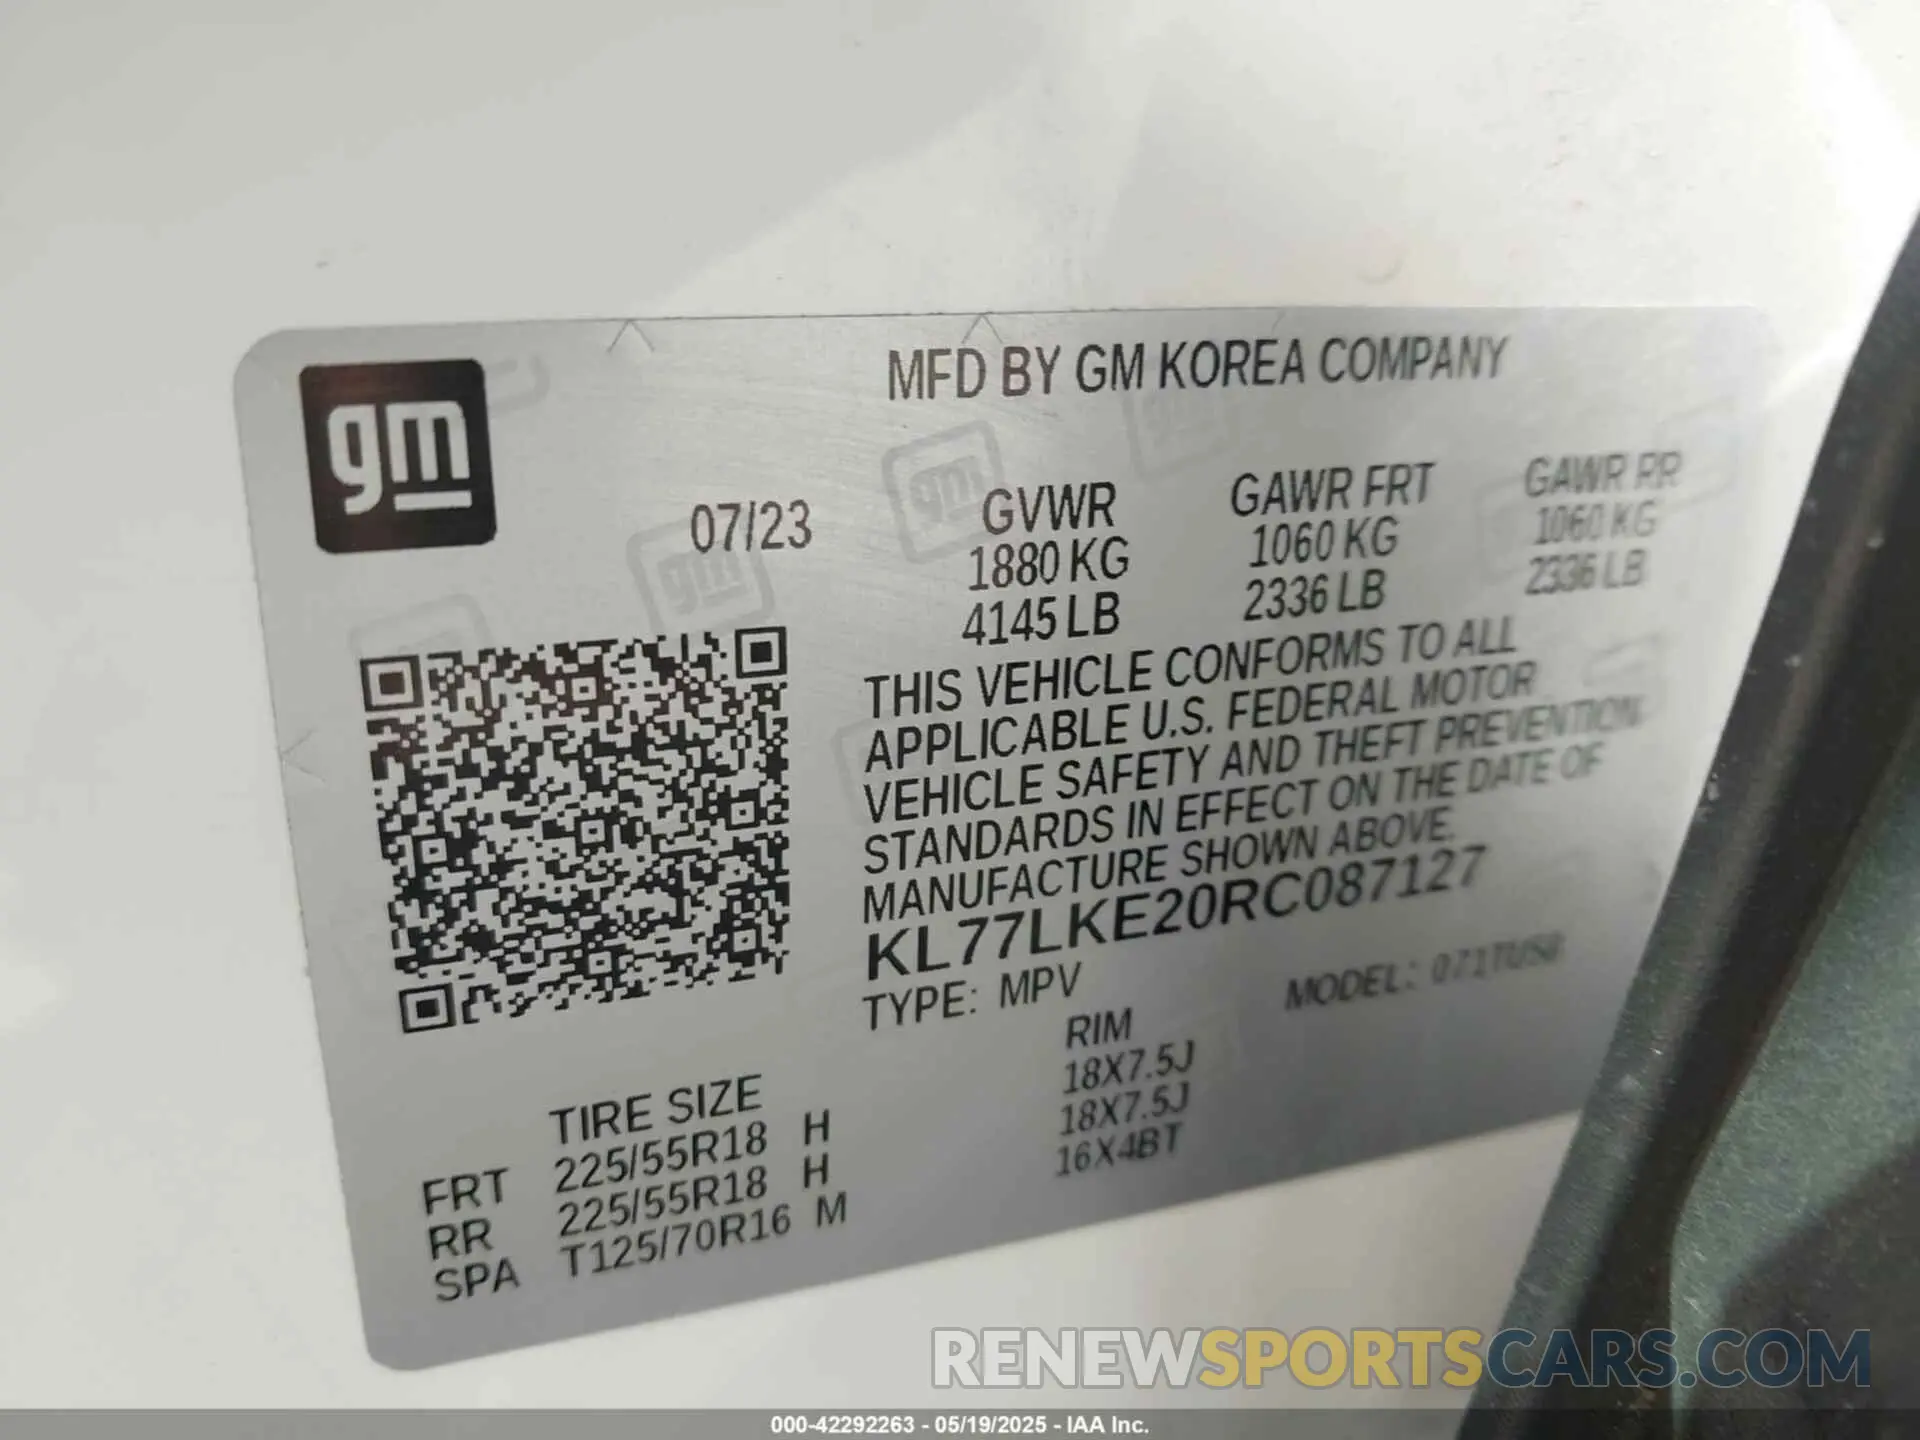 gm
MFD BY GM KOREA COMPANY
07/23
GVWR GAWR FRT GAWR RR
1880 KG 1060 KG 1060 KG
4145 LB 2336 LB 2336 LB
THIS VEHICLE CONFORMS TO ALL
APPLICABLE U.S. FEDERAL MOTOR
VEHICLE SAFETY AND THEFT PREVENTION
STANDARDS IN EFFECT ON THE DATE OF
MANUFACTURE SHOWN ABOVE.
KL77LKE20RC087127
TYPE: MPV MODEL:
TIRE SIZE RIM
FRT 225/55R18 H 18X7.5J
RR 225/55R18 H 18X7.5J
SPA T125/70R16 M 16X4BT
RENEWSPORTSCARS.COM
000-42292263 - 05/19/2025 - IAA Inc.